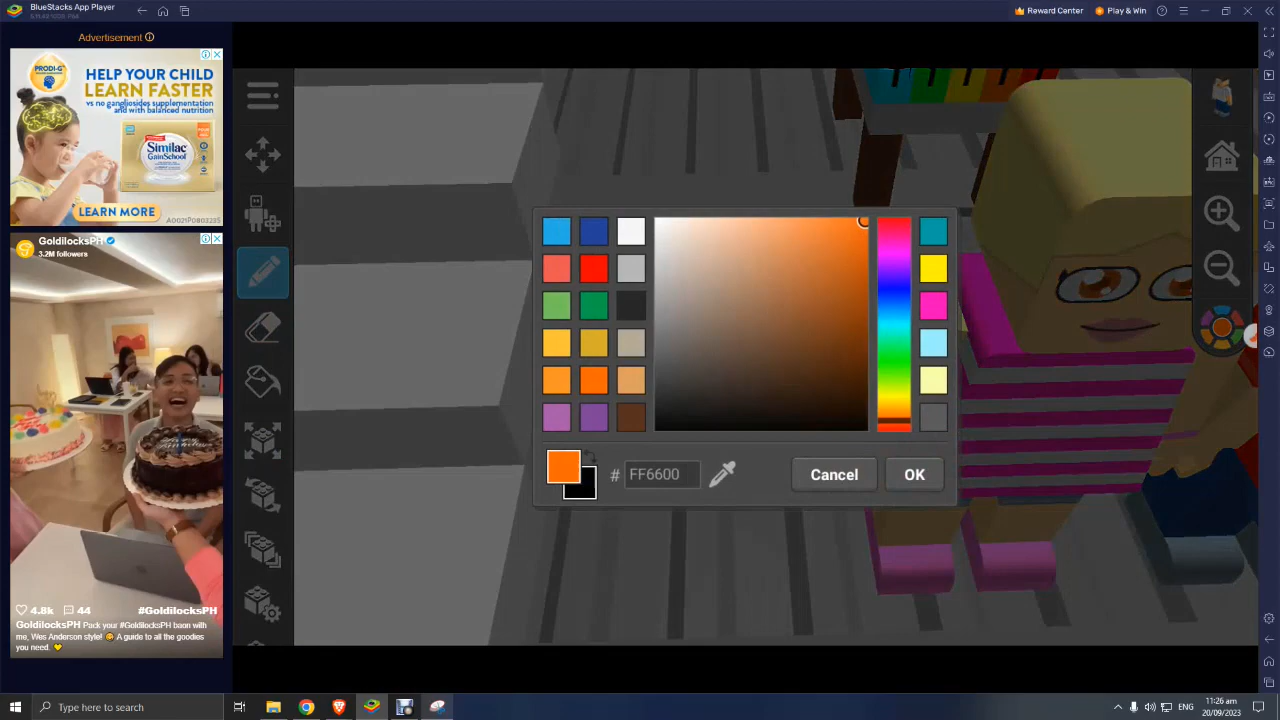 BlueStacks App Player
Reward Center
Play & Win
Advertisement
PRODI-G
HELP YOUR CHILD
LEARN FASTER
vs no gangliosides supplementation
and with balanced nutrition
Similac
GainSchool
LEARN MORE
GoldilocksPH
3.2M followers
4.8k
44
#GoldilocksPH
GoldilocksPH Pack your #GoldilocksPH baon with
me, Wes Anderson style! 😋 A guide to all the goodies
you need. 💛
# FF6600
Cancel
OK
Type here to search
ENG
11:26 am
20/09/2023